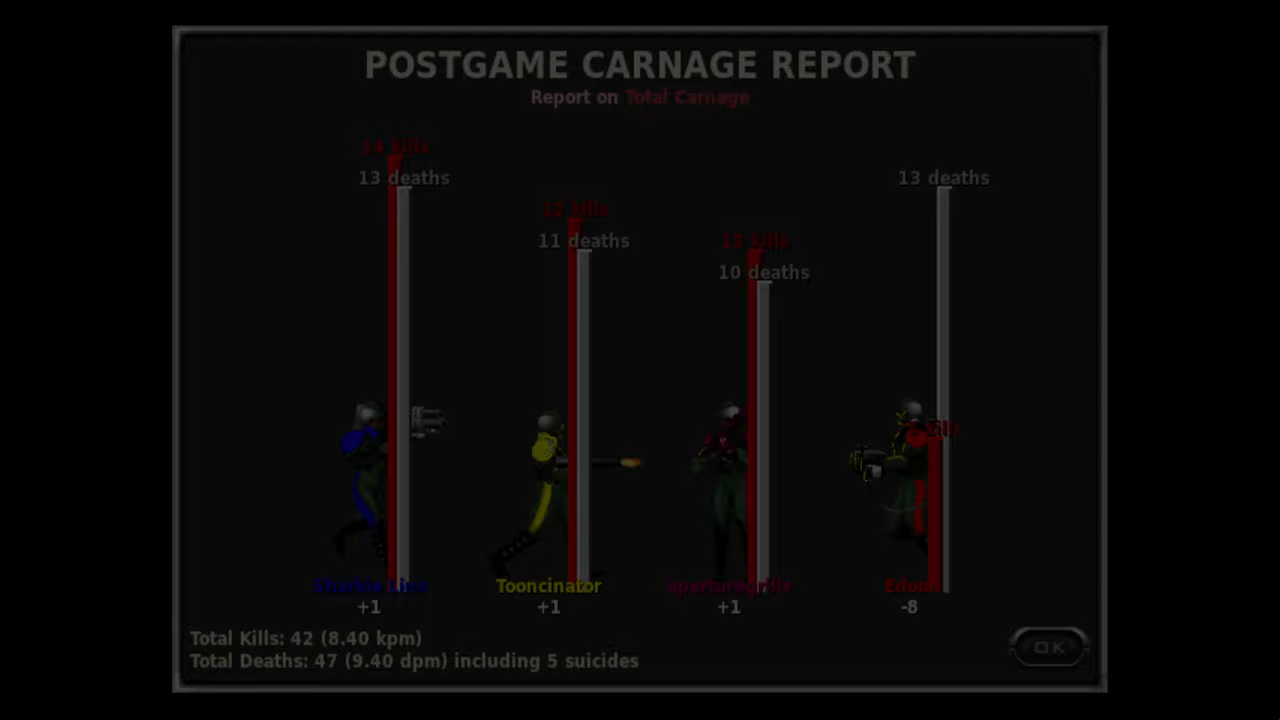 POSTGAME CARNAGE REPORT
Report on Total Carnage
14 kills
13 deaths
12 kills
11 deaths
11 kills
10 deaths
13 deaths
Tooncinator
aperturegrille
+1
+1
+1
-8
Total Kills: 42 (8.40 kpm)
Total Deaths: 47 (9.40 dpm) including 5 suicides
OK